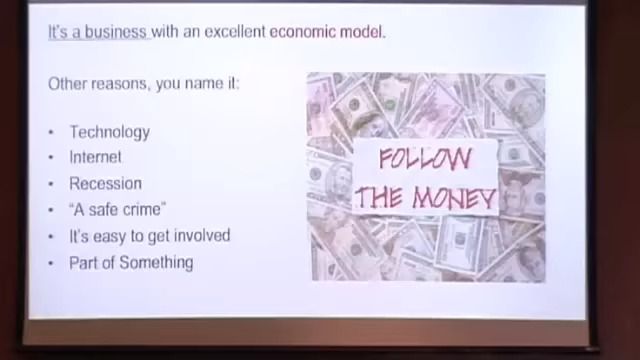 It's a business with an excellent economic model.
Other reasons, you name it:
• Technology
• Internet
• Recession
• "A safe crime"
• It's easy to get involved
• Part of Something
FOLLOW
THE MONEY